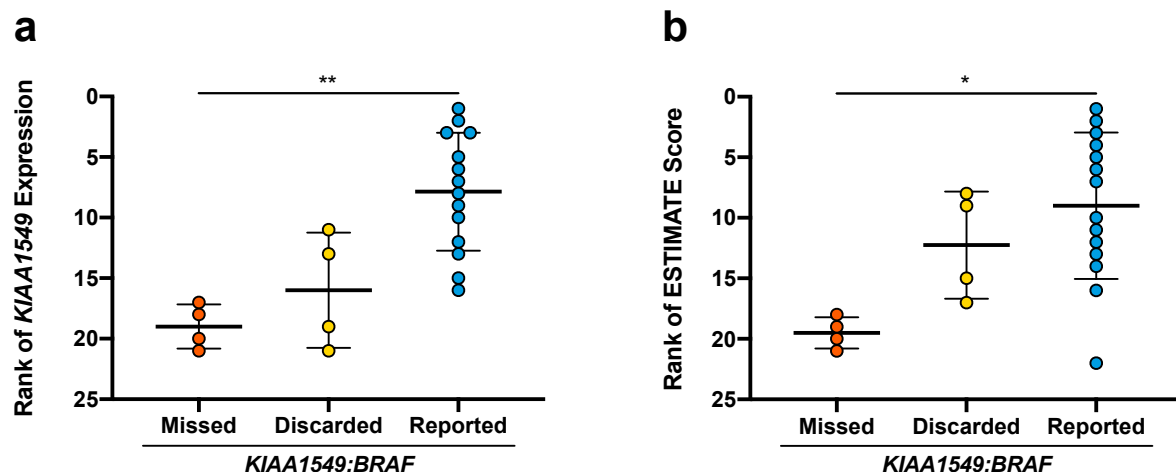 a
Rank of KIAA1549 Expression
0
5
10
15
20
25
**
Missed
Discarded
Reported
KIAA1549:BRAF
b
Rank of ESTIMATE Score
0
5
10
15
20
25
*
Missed
Discarded
Reported
KIAA1549:BRAF